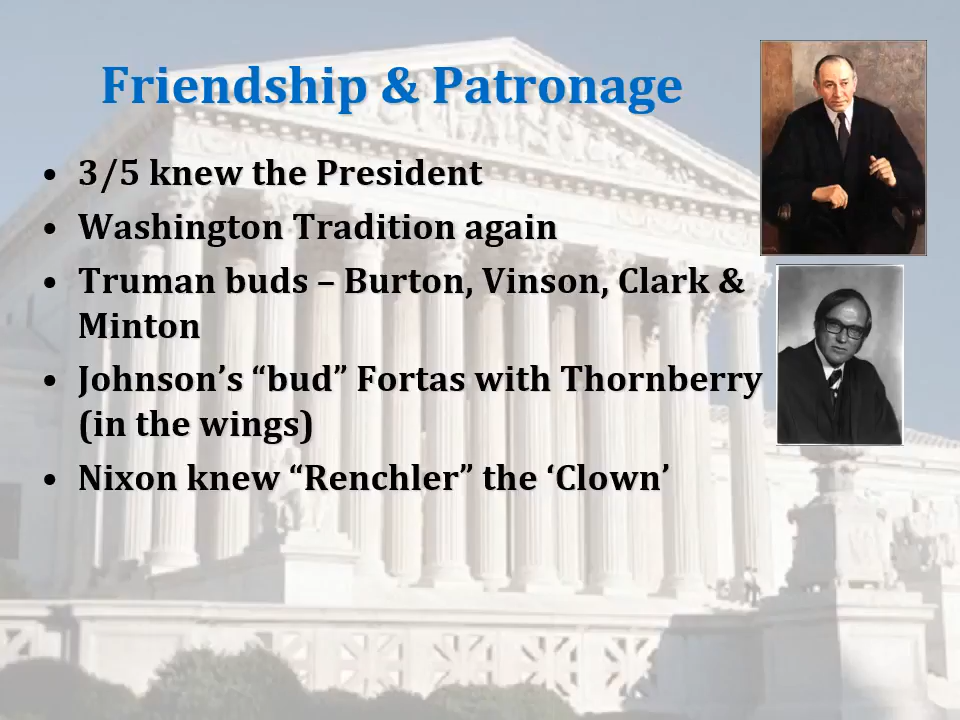 Friendship & Patronage
• 3/5 knew the President
• Washington Tradition again
• Truman buds – Burton, Vinson, Clark &
Minton
• Johnson’s “bud” Fortas with Thornberry
(in the wings)
• Nixon knew “Renchler” the ‘Clown’